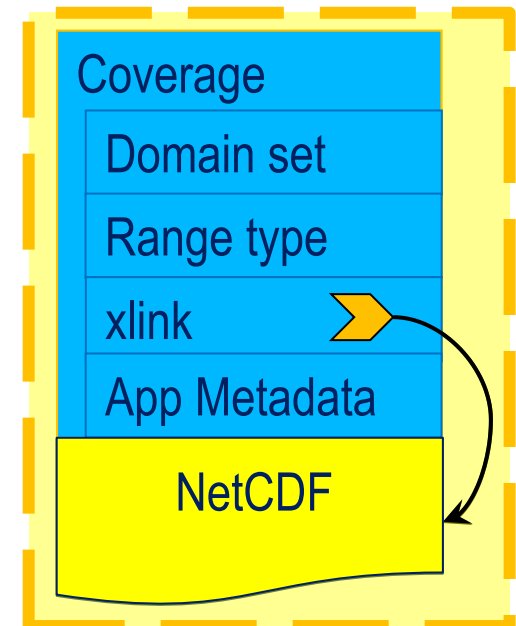 Coverage
Domain set
Range type
xlink
App Metadata
NetCDF